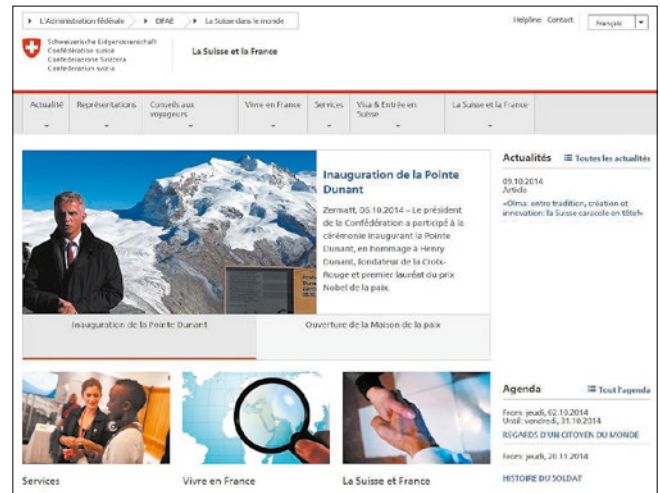 L'Administration fédérale
DFAE
La Suisse dans le monde
Helpline Contact
Français
Schweizerische Eidgenossenschaft
Confédération suisse
Confederazione Svizzera
Confederaziun svizra
La Suisse et la France
Actualité
Représentations
Conseils aux
voyageurs
Vivre en France
Services
Visa & Entrée en
Suisse
La Suisse et la France
Inauguration de la Pointe
Dunant
Zermatt, 06.10.2014 – Le président
de la Confédération a participé à la
cérémonie inaugurant la Pointe
Dunant, en hommage à Henry
Dunant, fondateur de la Croix-
Rouge et premier lauréat du prix
Nobel de la paix.
Inauguration de la Pointe Dunant
Ouverture de la Maison de la paix
Actualités
Toutes les actualités
09.10.2014
Article
«Olma: entre tradition, création et
innovation: la Suisse caracole en tête!»
Services
Vivre en France
La Suisse et France
Agenda
Tout l'agenda
From: jeudi, 02.10.2014
Until: vendredi, 31.10.2014
REGARDS D'UN CITOYEN DU MONDE
From: jeudi, 20.11.2014
HISTOIRE DU SOLDAT